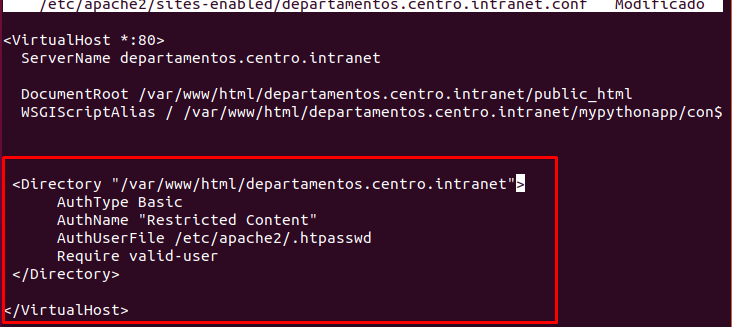 /etc/apache2/sites-enabled/departamentos.centro.intranet.conf Modificado
<VirtualHost *:80>
ServerName departamentos.centro.intranet
DocumentRoot /var/www/html/departamentos.centro.intranet/public_html
WSGIScriptAlias / /var/www/html/departamentos.centro.intranet/mypythonapp/con$
<Directory "/var/www/html/departamentos.centro.intranet">
AuthType Basic
AuthName "Restricted Content"
AuthUserFile /etc/apache2/.htpasswd
Require valid-user
</Directory>
</VirtualHost>